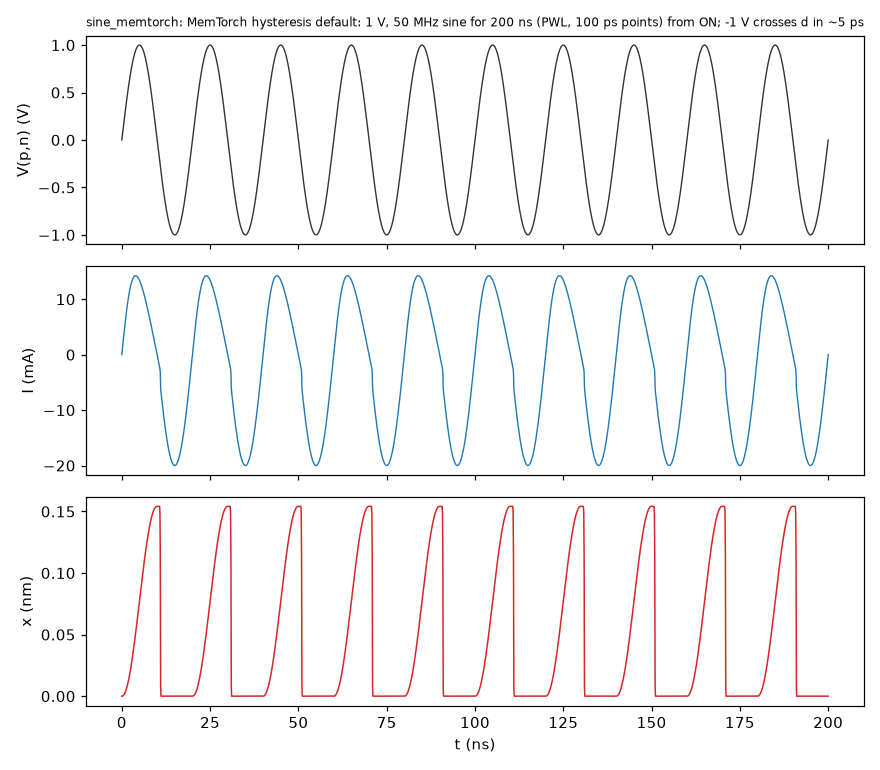 sine_memtorch: MemTorch hysteresis default: 1 V, 50 MHz sine for 200 ns (PWL, 100 ps points) from ON; -1 V crosses d in ~5 ps
1.0
0.5
0.0
−0.5
−1.0
V(p,n) (V)
10
0
−10
−20
I (mA)
0.15
0.10
0.05
0.00
x (nm)
0 25 50 75 100 125 150 175 200
t (ns)